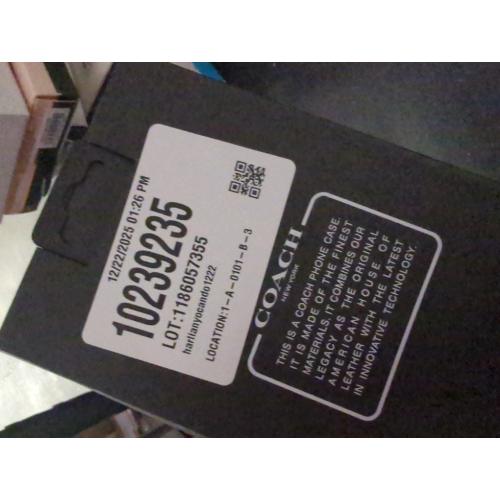 12/22/2025 01:26 PM
10239235
LOT:1186057355
harlianyocando1222
LOCATION:1-A-0101-B-3
COACH
NEW YORK
THIS IS A COACH PHONE CASE.
IT IS MADE OF THE FINEST
MATERIALS. IT COMBINES OUR
LEGACY AS THE ORIGINAL
AMERICAN HOUSE OF
LEATHER WITH THE LATEST
IN INNOVATIVE TECHNOLOGY.